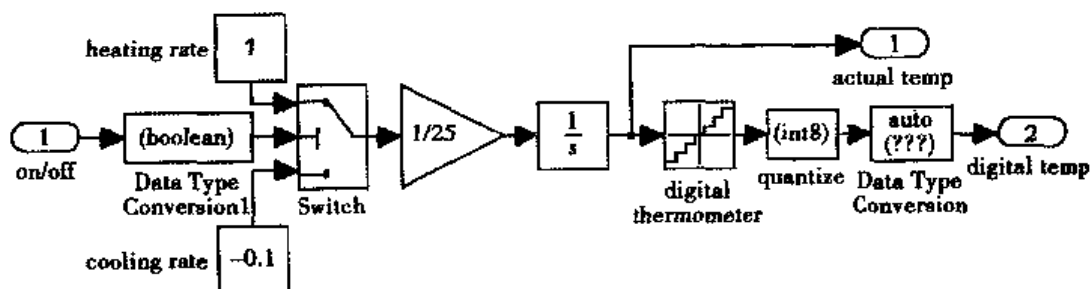 heating rate
1
1
actual temp
1
on/off
(boolean)
Data Type
Conversion1
Switch
1/25
1
s
digital
thermometer
(int8)
quantize
auto
(???)
Data Type
Conversion
2
digital temp
cooling rate
-0.1